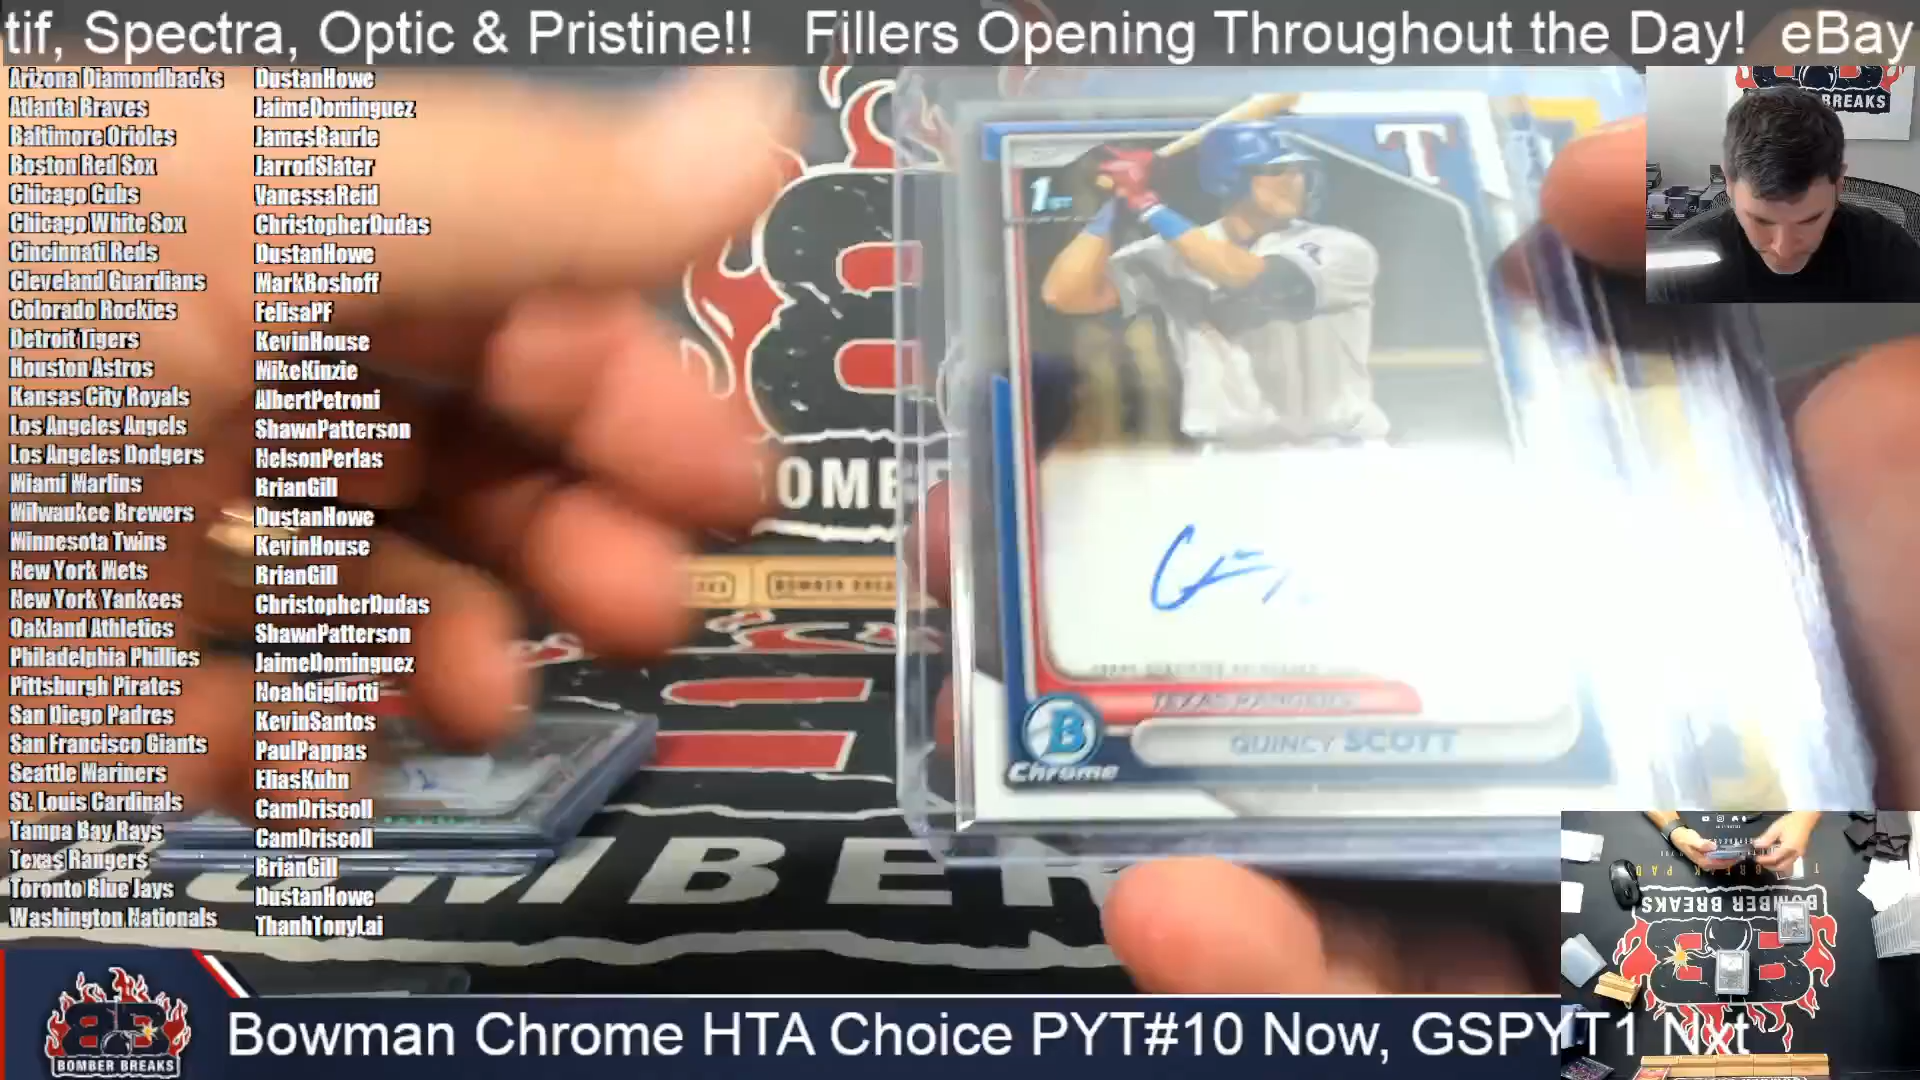 tif, Spectra, Optic & Pristine!! Fillers Opening Throughout the Day! eBay
Arizona Diamondbacks DustanHowe
Atlanta Braves JaimeDominguez
Baltimore Orioles JamesBaurle
Boston Red Sox JarrodSlater
Chicago Cubs VanessaReid
Chicago White Sox ChristopherDudas
Cincinnati Reds DustanHowe
Cleveland Guardians MarkBoshoff
Colorado Rockies FelisaPF
Detroit Tigers KevinHouse
Houston Astros MikeKinzie
Kansas City Royals AlbertPetroni
Los Angeles Angels ShawnPatterson
Los Angeles Dodgers NelsonPerlas
Miami Marlins BrianGill
Milwaukee Brewers DustanHowe
Minnesota Twins KevinHouse
New York Mets BrianGill
New York Yankees ChristopherDudas
Oakland Athletics ShawnPatterson
Philadelphia Phillies JaimeDominguez
Pittsburgh Pirates NoahGigliotti
San Diego Padres KevinSantos
San Francisco Giants PaulPappas
Seattle Mariners EliasKuhn
St. Louis Cardinals CamDriscoll
Tampa Bay Rays CamDriscoll
Texas Rangers BrianGill
Toronto Blue Jays DustanHowe
Washington Nationals ThanhTonyLai
T
1ST
TEXAS RANGERS
QUINCY SCOTT
B
Chrome
BREAKS
BOMBER BREAKS
BOMBER BREAKS
Bowman Chrome HTA Choice PYT#10 Now, GSPYT1 Nxt